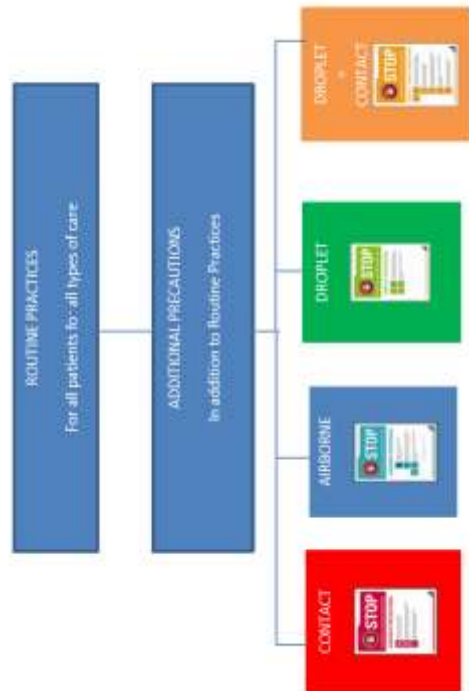 ROUTINE PRACTICES
For all patients for all types of care
ADDITIONAL PRECAUTIONS
In addition to Routine Practices
CONTACT
STOP
AIRBORNE
STOP
DROPLET
STOP
DROPLET
+
CONTACT
STOP